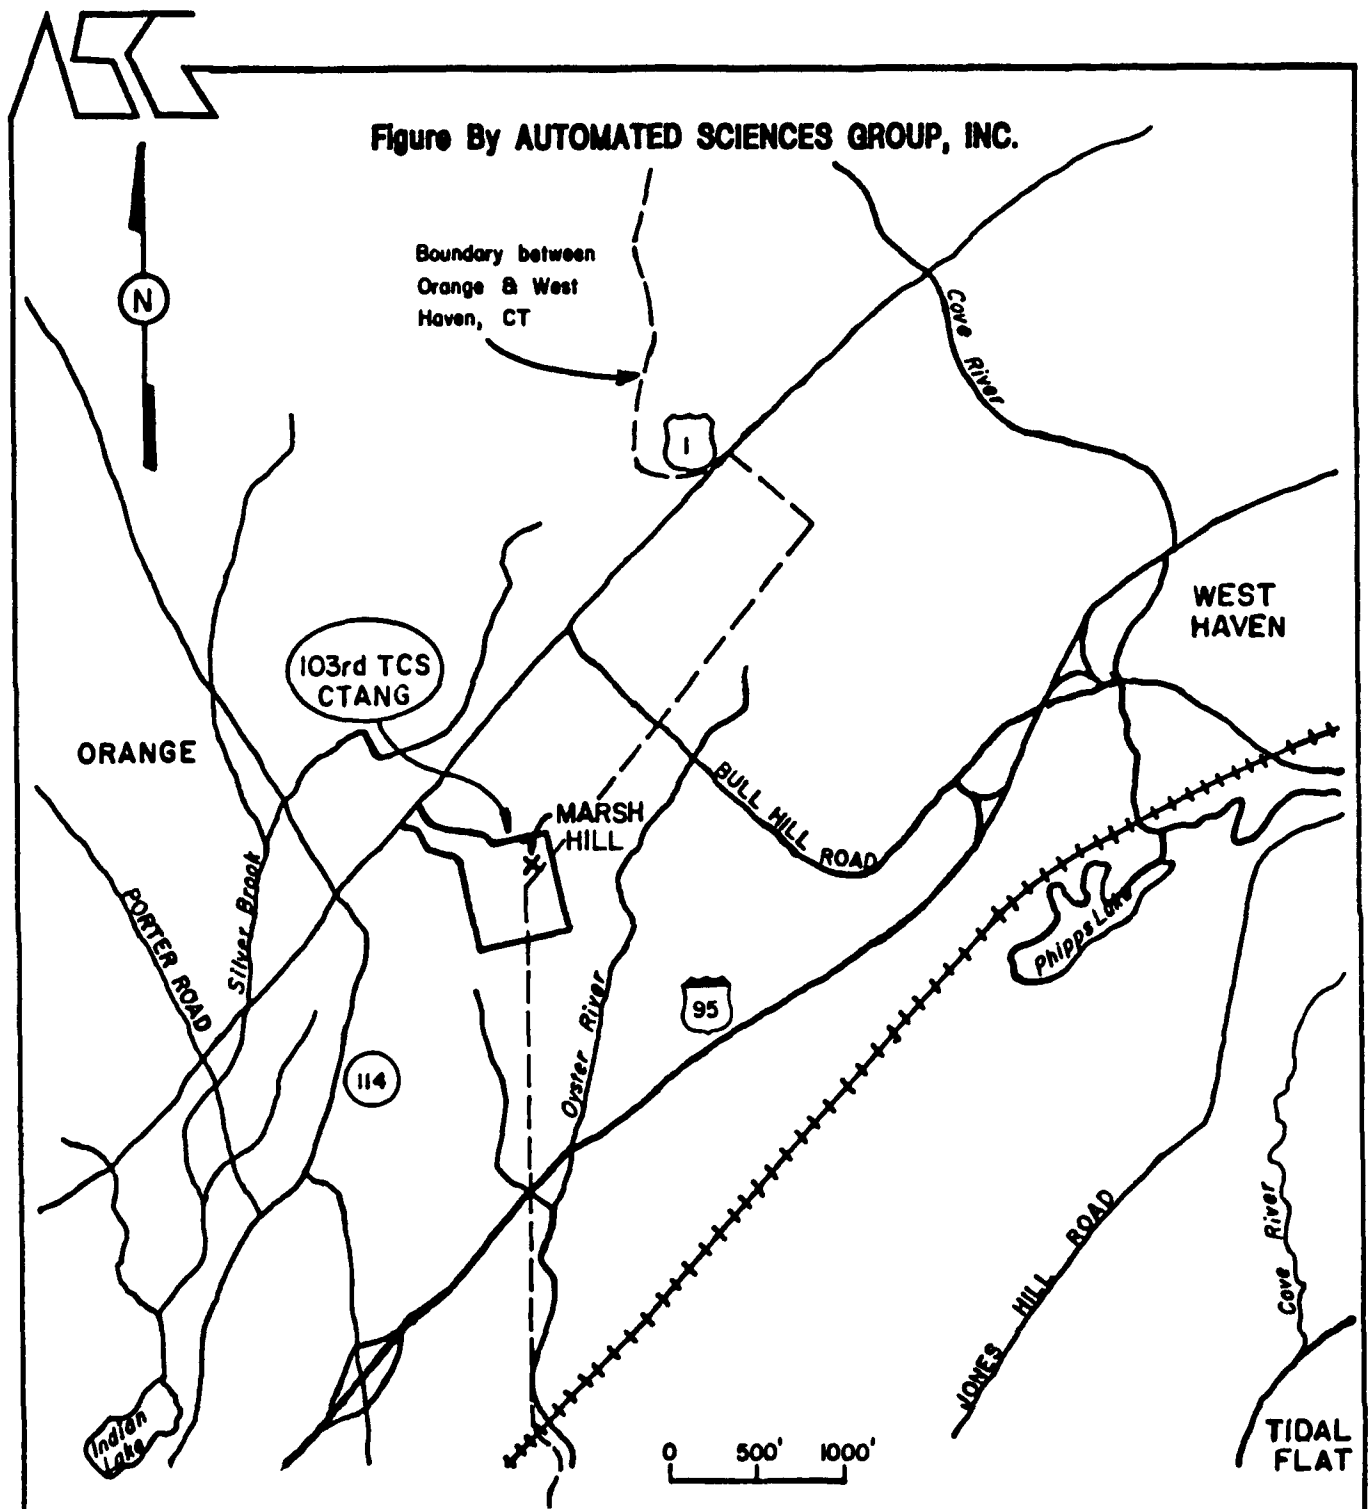 ASC
Figure By AUTOMATED SCIENCES GROUP, INC.
N
Boundary between
Orange & West
Haven, CT
Cove River
1
WEST
HAVEN
103rd TCS
CTANG
ORANGE
MARSH
HILL
BULL HILL ROAD
Silver Brook
PORTER ROAD
Phipps Lake
95
Oyster River
114
JONES HILL ROAD
Cove River
Indian
Lake
0 500' 1000'
TIDAL
FLAT